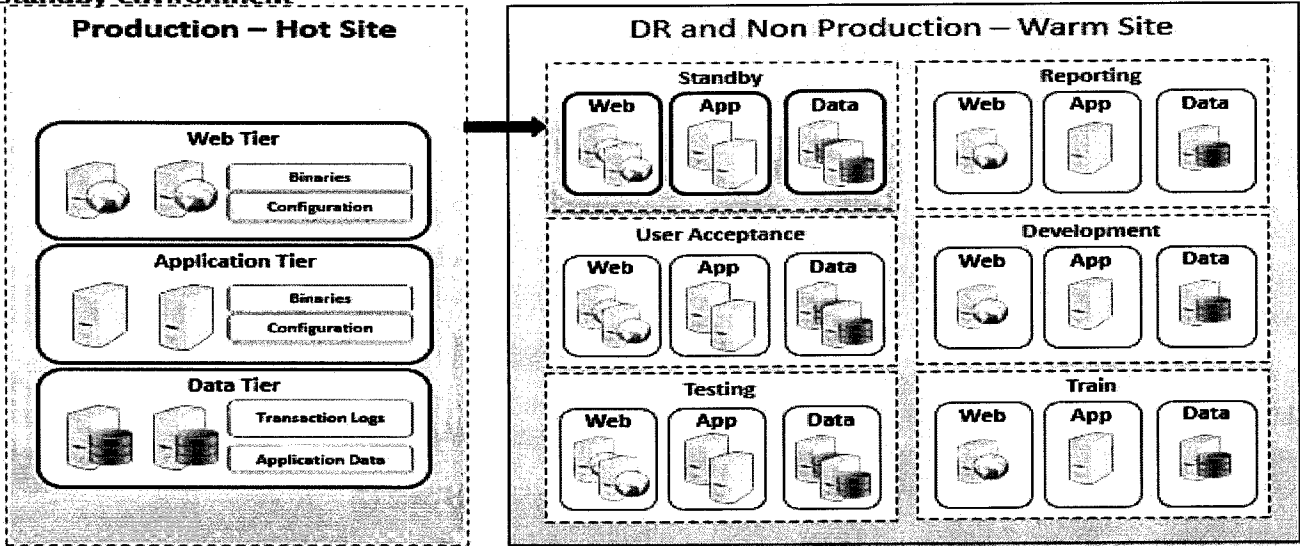 Standby Environment
Production – Hot Site
Web Tier
Binaries
Configuration
Application Tier
Binaries
Configuration
Data Tier
Transaction Logs
Application Data
DR and Non Production – Warm Site
Standby
Web App Data
Reporting
Web App Data
User Acceptance
Web App Data
Development
Web App Data
Testing
Web App Data
Train
Web App Data